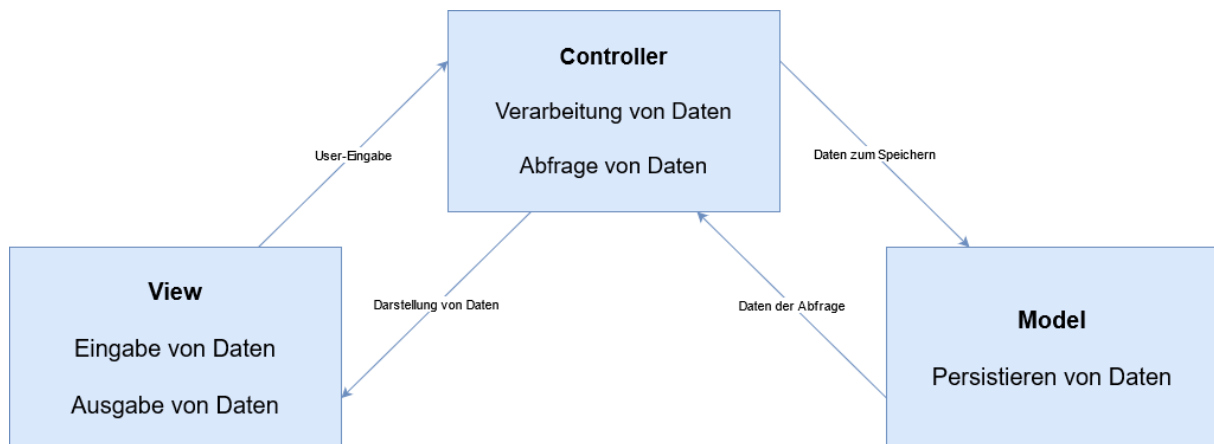 Controller
Verarbeitung von Daten
Abfrage von Daten
User-Eingabe
Daten zum Speichern
View
Eingabe von Daten
Ausgabe von Daten
Darstellung von Daten
Daten der Abfrage
Model
Persistieren von Daten